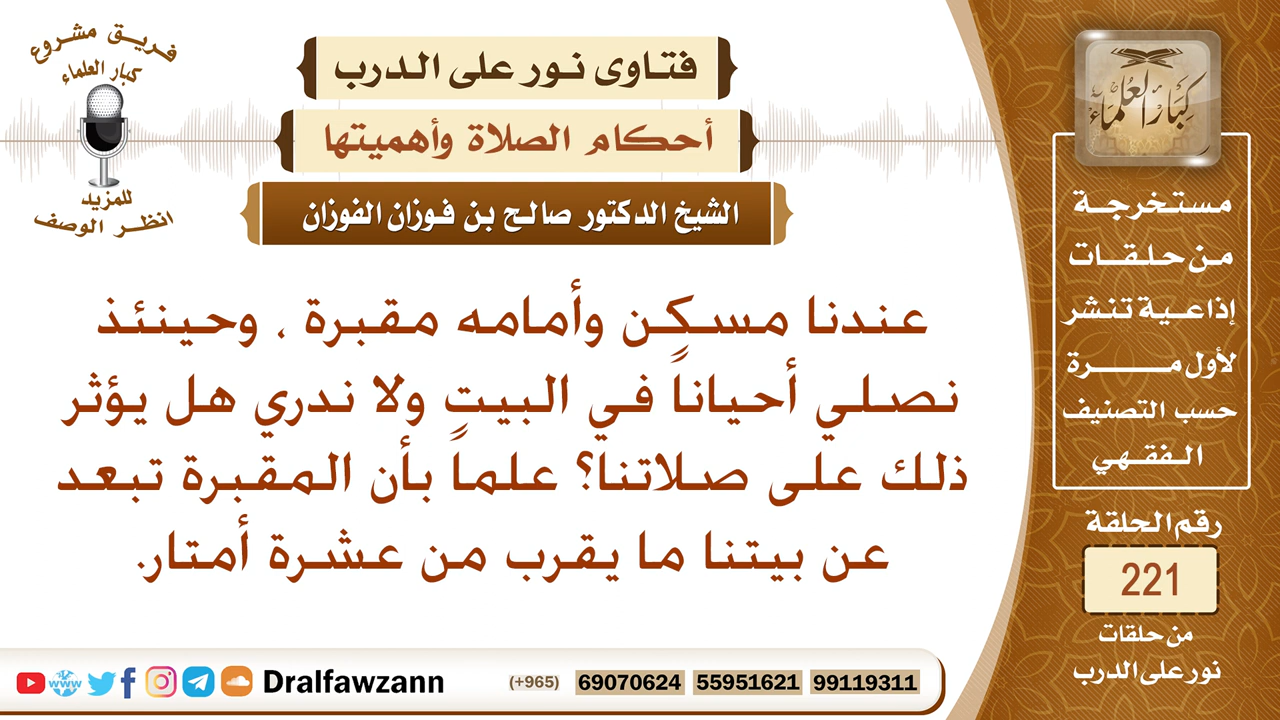 فريق مشروع
كبار العلماء
للمزيد
انظر الوصف
فتاوى نور على الدرب
أحكام الصلاة وأهميتها
الشيخ الدكتور صالح بن فوزان الفوزان
عندنا مسكن وأمامه مقبرة ، وحينئذ
نصلي أحياناً في البيت ولا ندري هل يؤثر
ذلك على صلاتنا؟ علماً بأن المقبرة تبعد
عن بيتنا ما يقرب من عشرة أمتار.
كبار العلماء
مستخرجة
من حلقات
إذاعية تنشر
لأول مرة
حسب التصنيف
الفقهي
رقم الحلقة
221
من حلقات
نور على الدرب
www
Dralfawzann (+965) 69070624 55951621 99119311